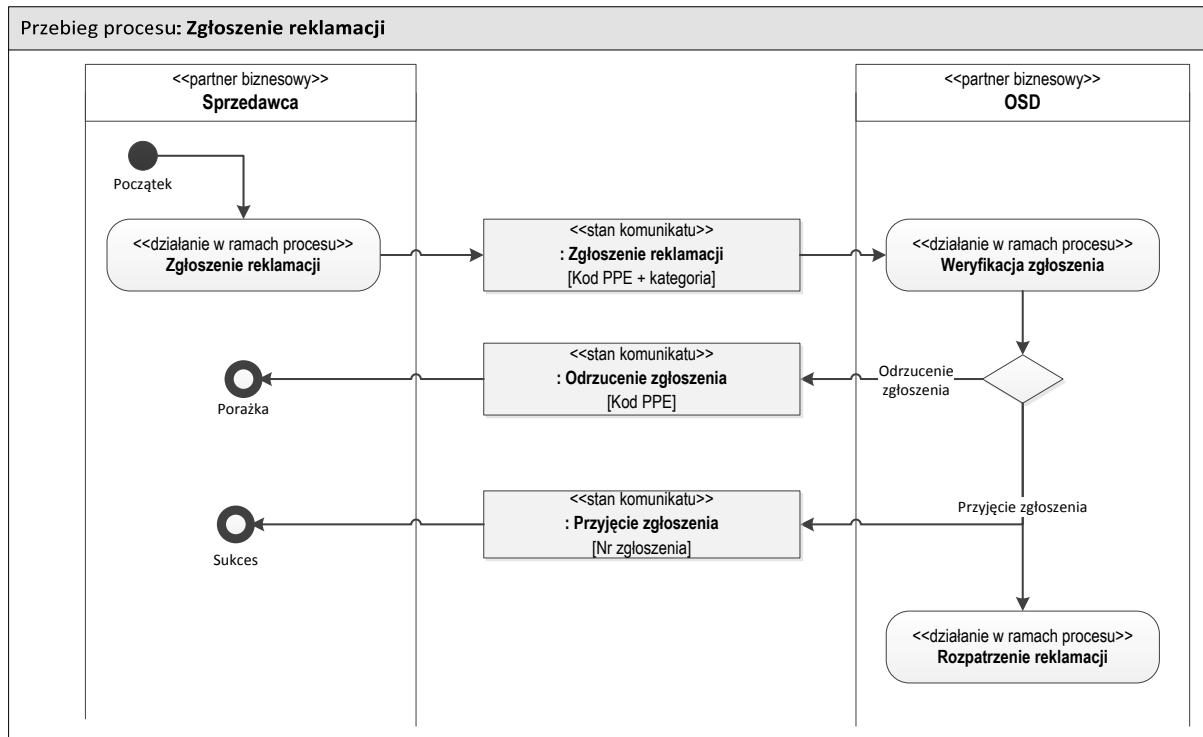 Przebieg procesu: Zgłoszenie reklamacji
<<partner biznesowy>>
Sprzedawca
<<partner biznesowy>>
OSD
Początek
<<działanie w ramach procesu>>
Zgłoszenie reklamacji
<<stan komunikatu>>
: Zgłoszenie reklamacji
[Kod PPE + kategoria]
<<działanie w ramach procesu>>
Weryfikacja zgłoszenia
Porażka
<<stan komunikatu>>
: Odrzucenie zgłoszenia
[Kod PPE]
Odrzucenie
zgłoszenia
Sukces
<<stan komunikatu>>
: Przyjęcie zgłoszenia
[Nr zgłoszenia]
Przyjęcie zgłoszenia
<<działanie w ramach procesu>>
Rozpatrzenie reklamacji